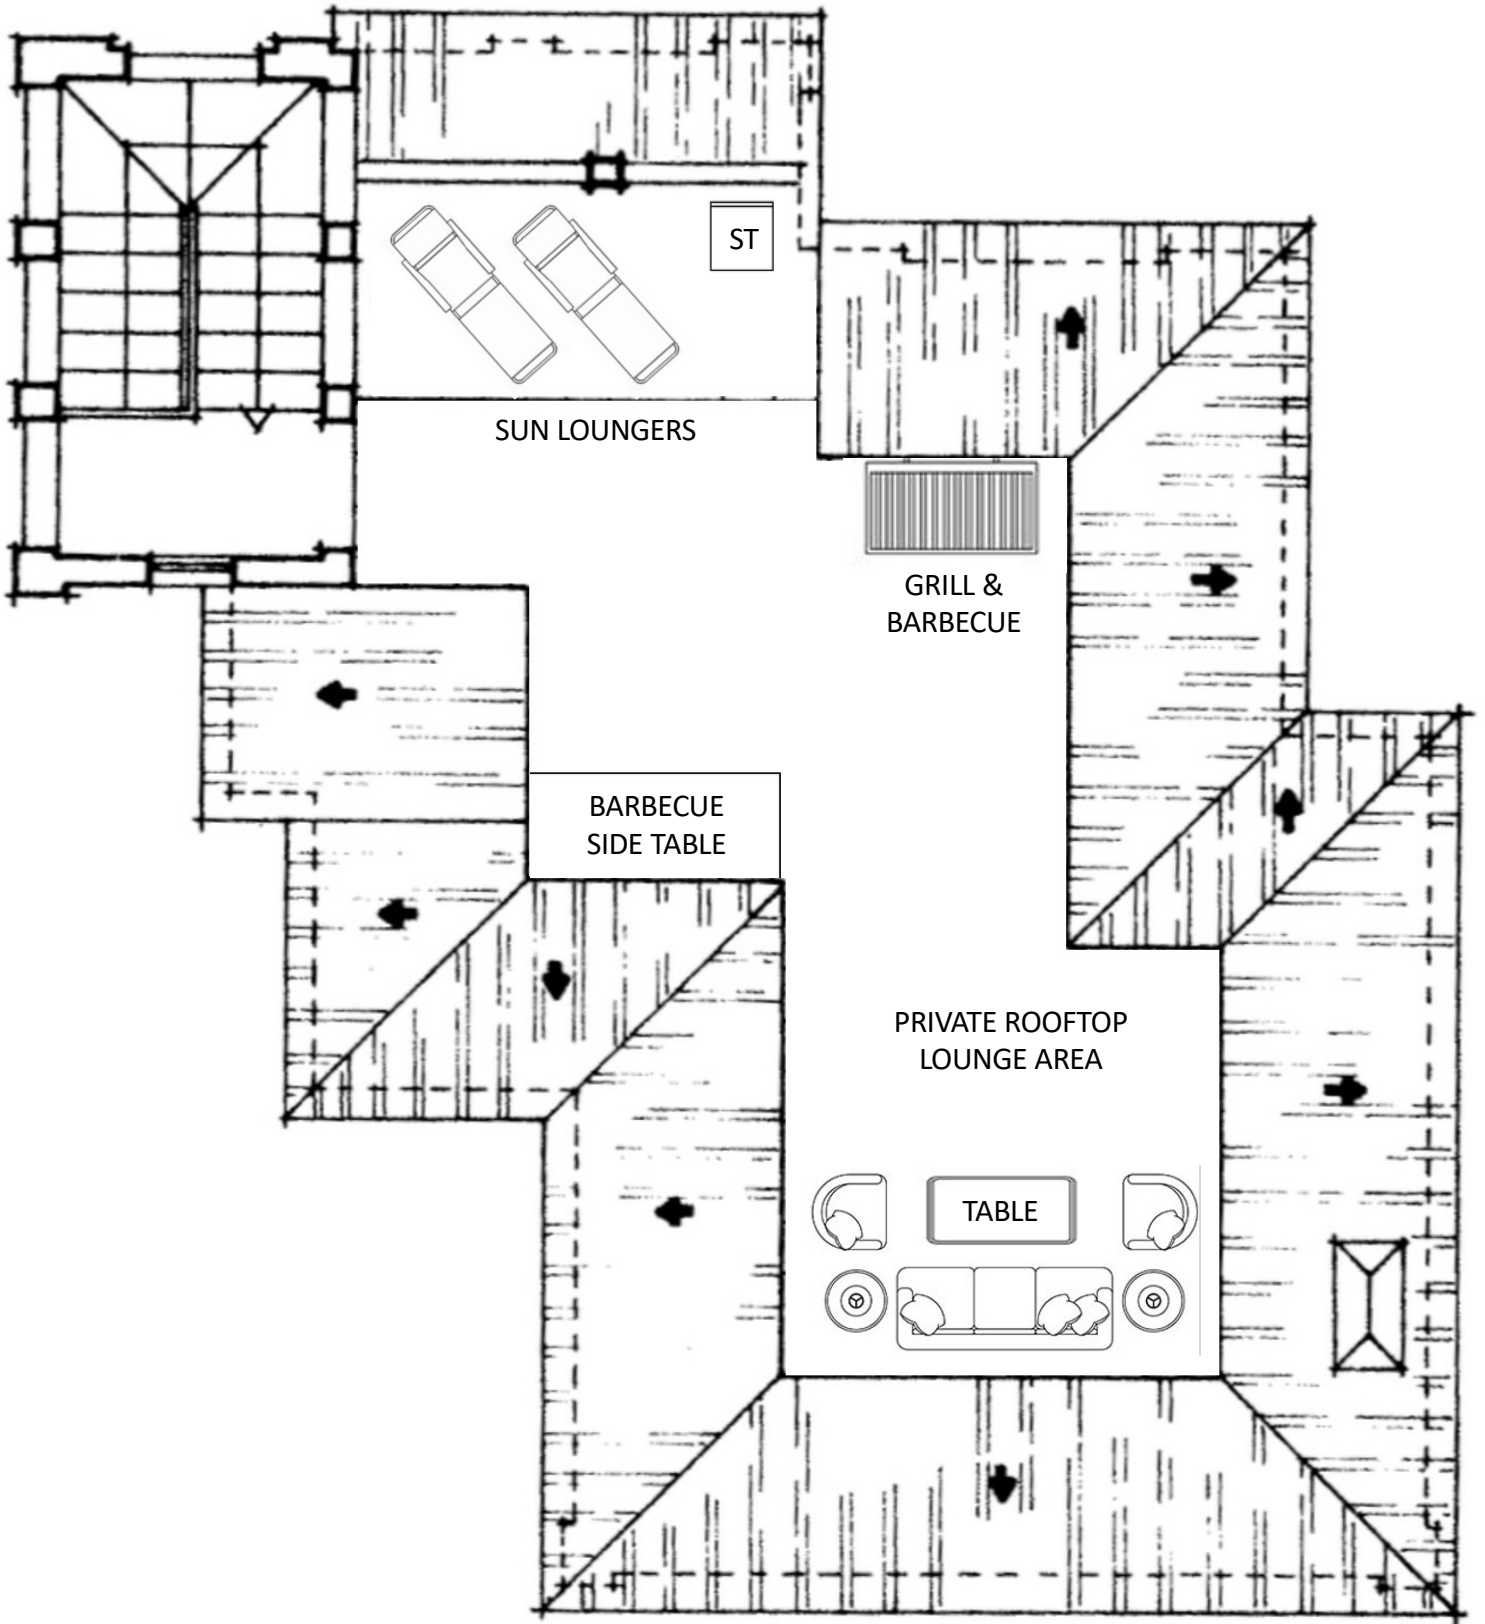 ST
SUN LOUNGERS
GRILL &
BARBECUE
BARBECUE
SIDE TABLE
PRIVATE ROOFTOP
LOUNGE AREA
TABLE